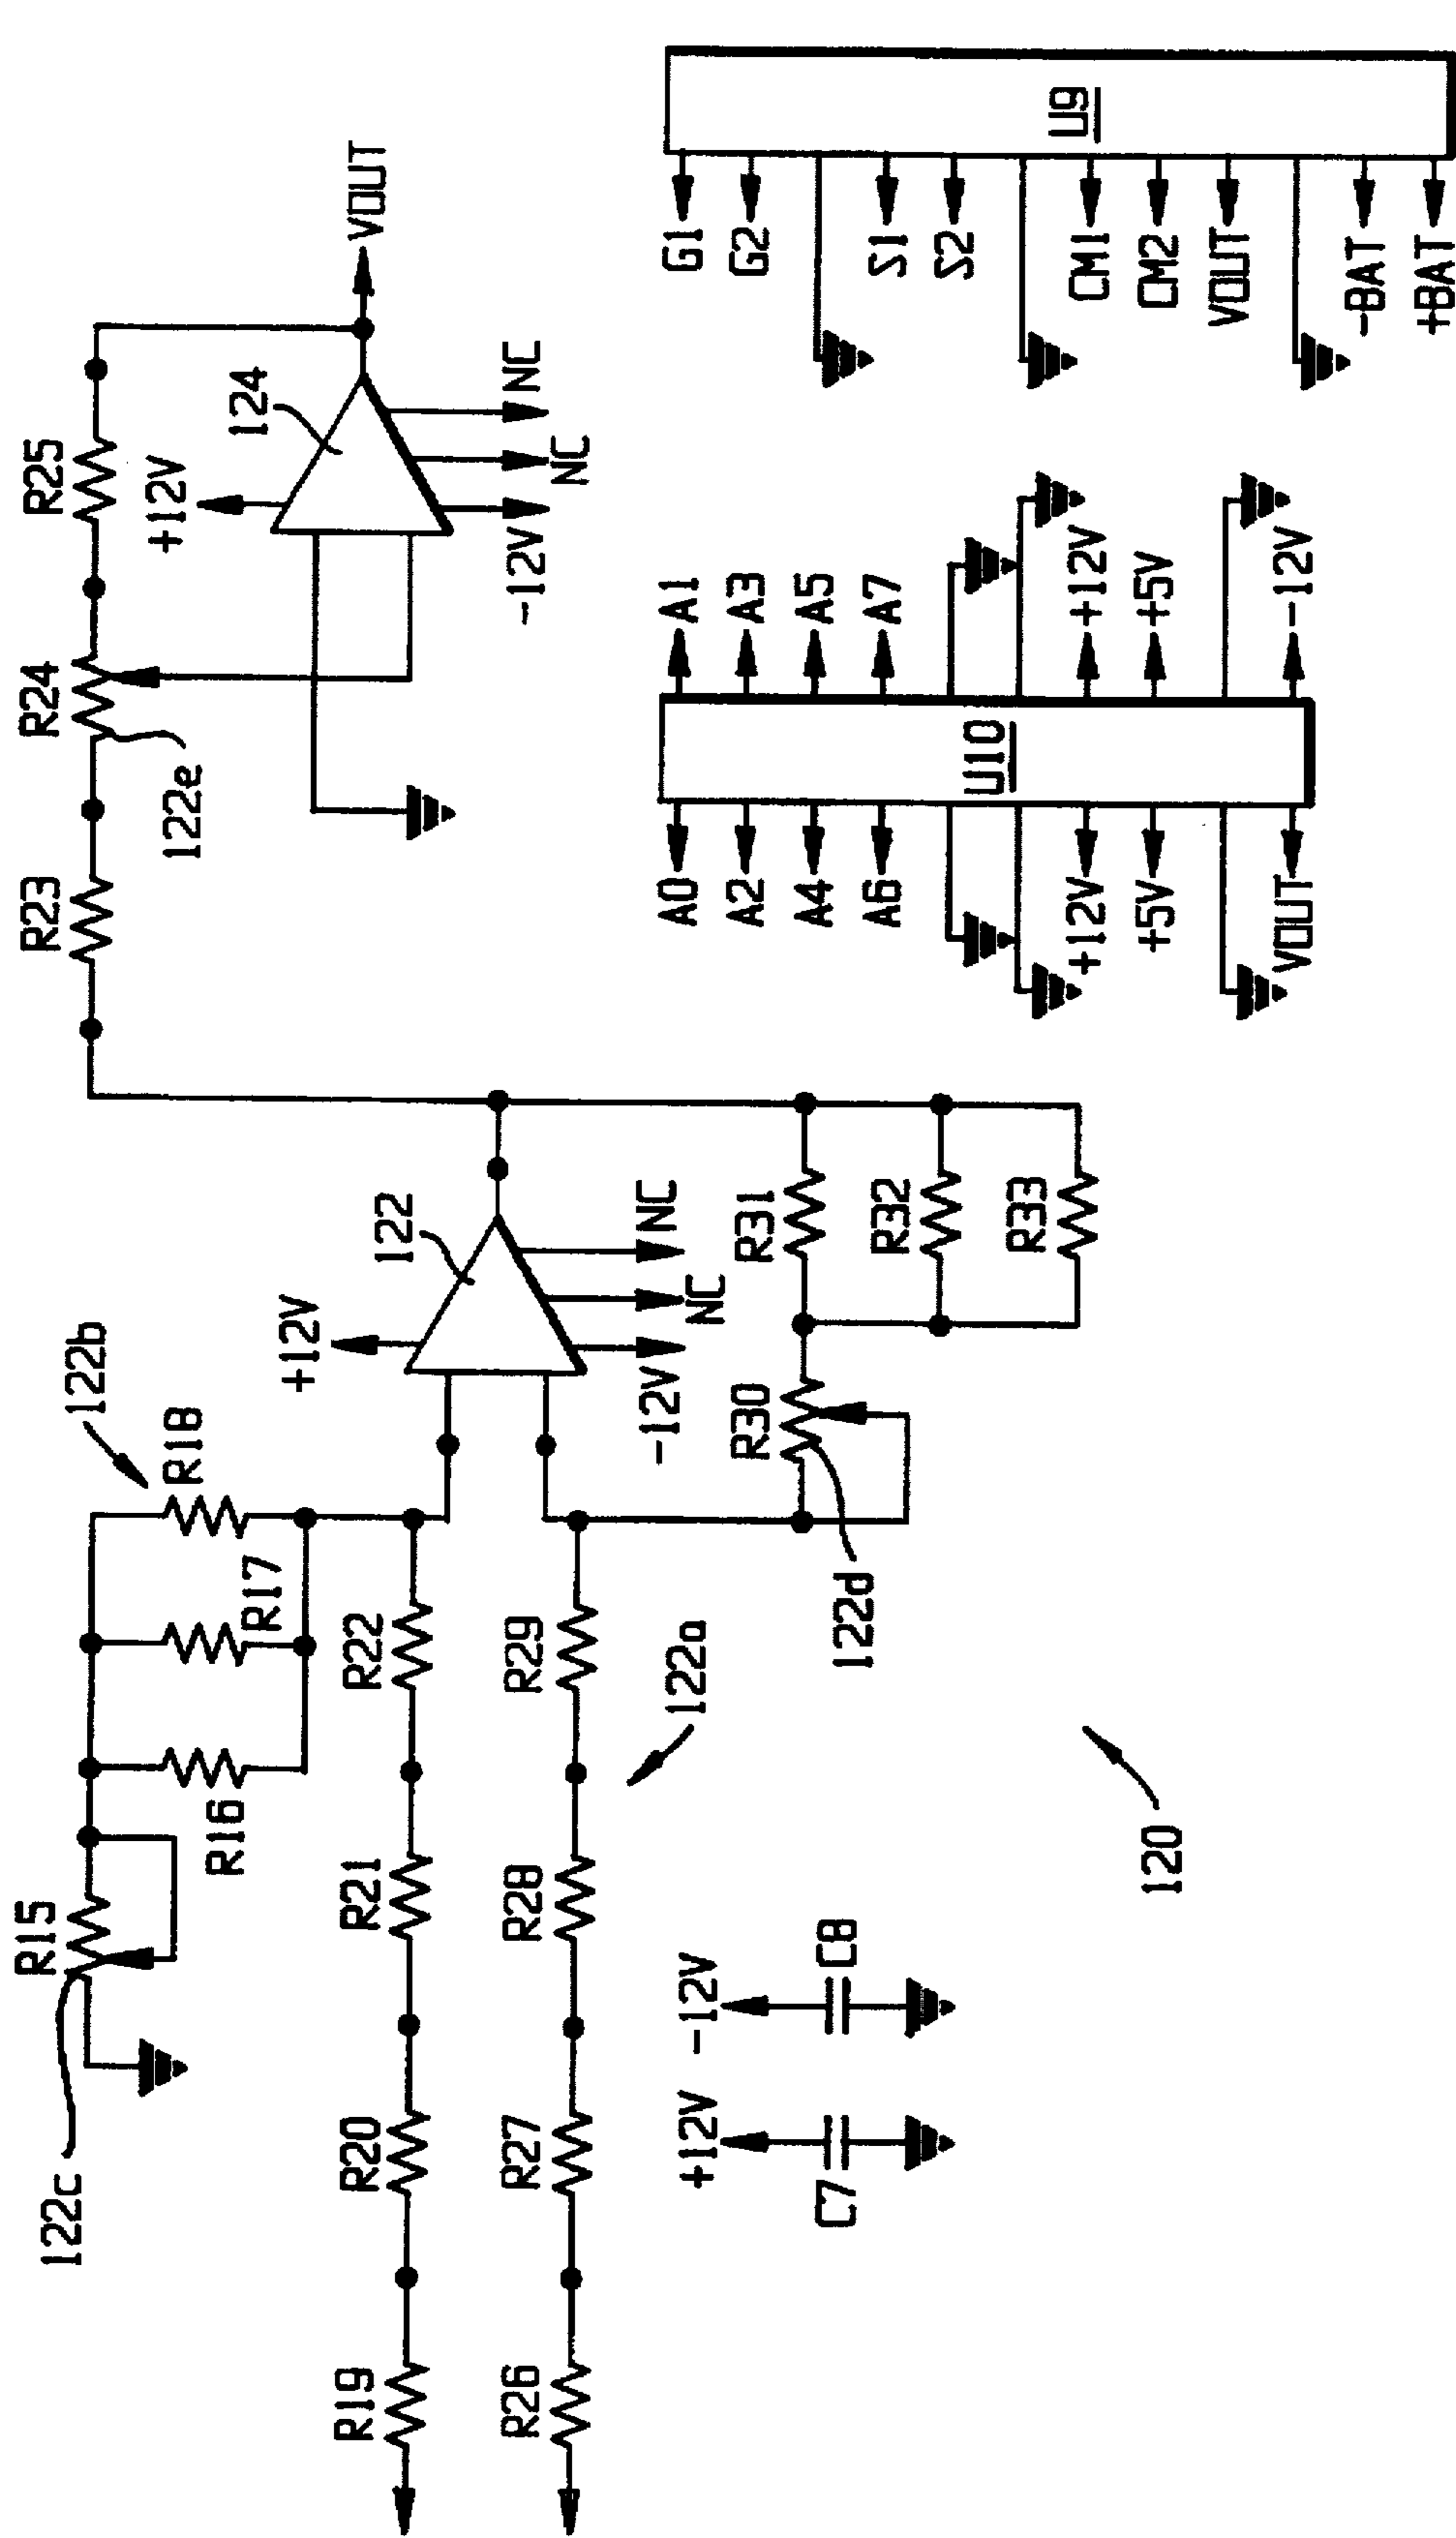 R15
122c
R16
R17
R18
122b
R19
R20
R21
R22
R26
R27
R28
R29
122a
+12V
122
-12V
NC
NC
R30
122d
R31
R32
R33
R23
R24
122e
R25
+12V
124
-12V
NC
NC
VOUT
+12V
-12V
C7
C8
120
U10
A0
A2
A4
A6
+12V
+5V
VOUT
A1
A3
A5
A7
+12V
+5V
-12V
U9
G1
G2
S1
S2
CM1
CM2
VOUT
-BAT
+BAT